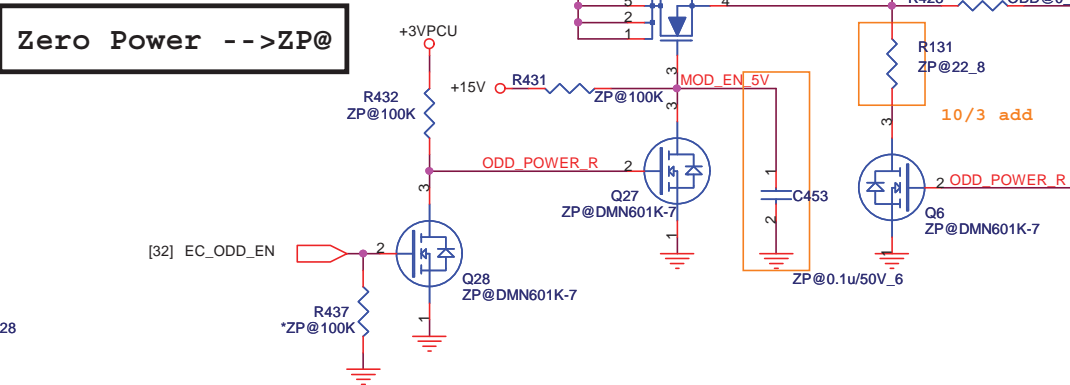 5
2
1
4
Zero Power -->ZP@
+3VPCU
R432
ZP@100K
+15V
R431
ZP@100K
3
MOD_EN_5V
3
R131
ZP@22_8
10/3 add
3
ODD_POWER_R
2
Q27
ZP@DMN601K-7
1
1
C453
2
ZP@0.1u/50V_6
2
ODD_POWER_R
Q6
ZP@DMN601K-7
1
3
[32] EC_ODD_EN
2
Q28
ZP@DMN601K-7
1
R437
*ZP@100K
28